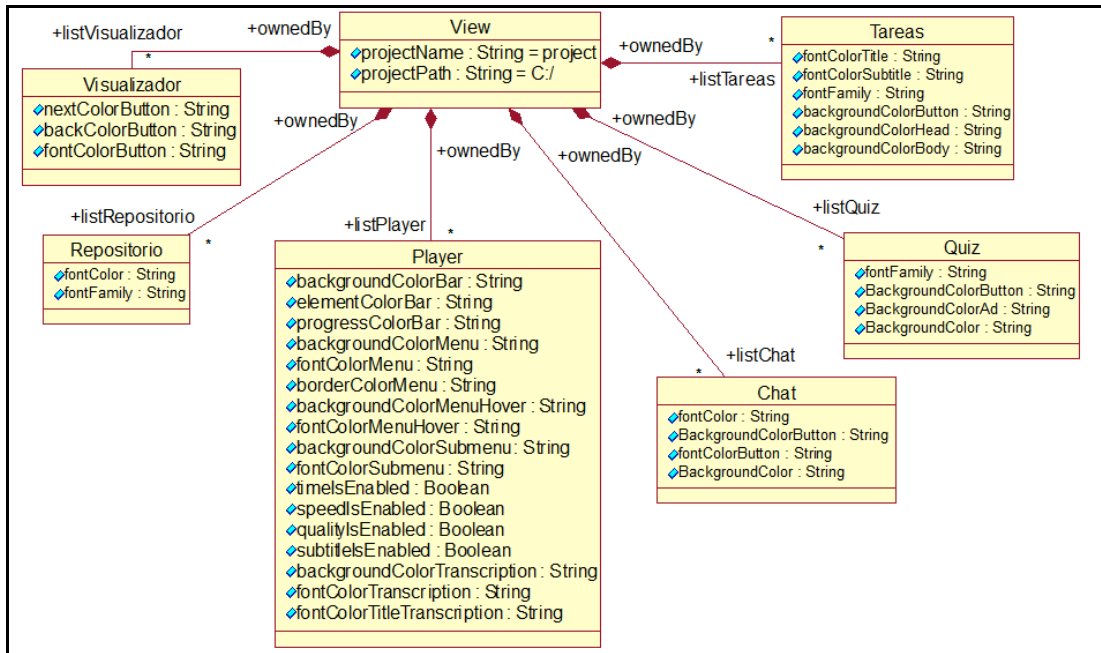 View
projectName : String = project
projectPath : String = C:/
+listVisualizador
+ownedBy
*
Visualizador
nextColorButton : String
backColorButton : String
fontColorButton : String
+ownedBy
*
+listTareas
Tareas
fontColorTitle : String
fontColorSubtitle : String
fontFamily : String
backgroundColorButton : String
backgroundColorHead : String
backgroundColorBody : String
+ownedBy
+listRepositorio
*
Repositorio
fontColor : String
fontFamily : String
+ownedBy
+listPlayer
*
Player
backgroundColorBar : String
elementColorBar : String
progressColorBar : String
backgroundColorMenu : String
fontColorMenu : String
borderColorMenu : String
backgroundColorMenuHover : String
fontColorMenuHover : String
backgroundColorSubmenu : String
fontColorSubmenu : String
timeIsEnabled : Boolean
speedIsEnabled : Boolean
qualityIsEnabled : Boolean
subtitleIsEnabled : Boolean
backgroundColorTranscription : String
fontColorTranscription : String
fontColorTitleTranscription : String
+ownedBy
+listChat
*
Chat
fontColor : String
BackgroundColorButton : String
fontColorButton : String
BackgroundColor : String
+ownedBy
+listQuiz
*
Quiz
fontFamily : String
BackgroundColorButton : String
BackgroundColorAd : String
BackgroundColor : String